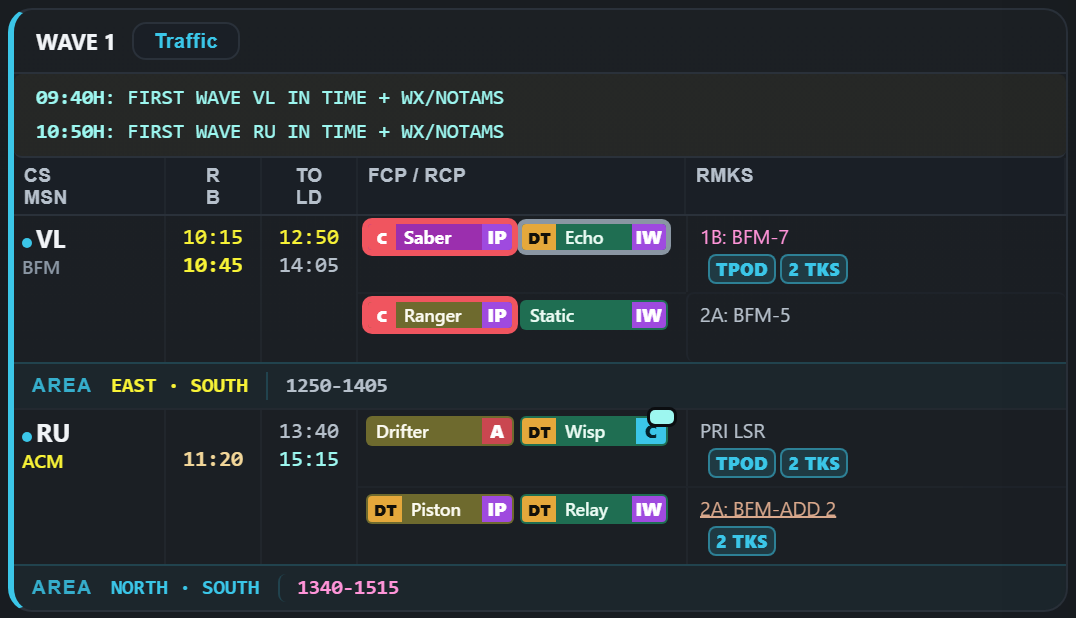 WAVE 1 Traffic
09:40H: FIRST WAVE VL IN TIME + WX/NOTAMS
10:50H: FIRST WAVE RU IN TIME + WX/NOTAMS
CS R TO FCP / RCP RMKS
MSN B LD
VL 10:15 12:50 c Saber IP DT Echo IW 1B: BFM-7
BFM 10:45 14:05 TPOD 2 TKS
c Ranger IP Static IW 2A: BFM-5
AREA EAST · SOUTH 1250-1405
RU 13:40 Drifter A DT Wisp C PRI LSR
ACM 11:20 15:15 TPOD 2 TKS
DT Piston IP DT Relay IW 2A: BFM-ADD 2
2 TKS
AREA NORTH · SOUTH 1340-1515